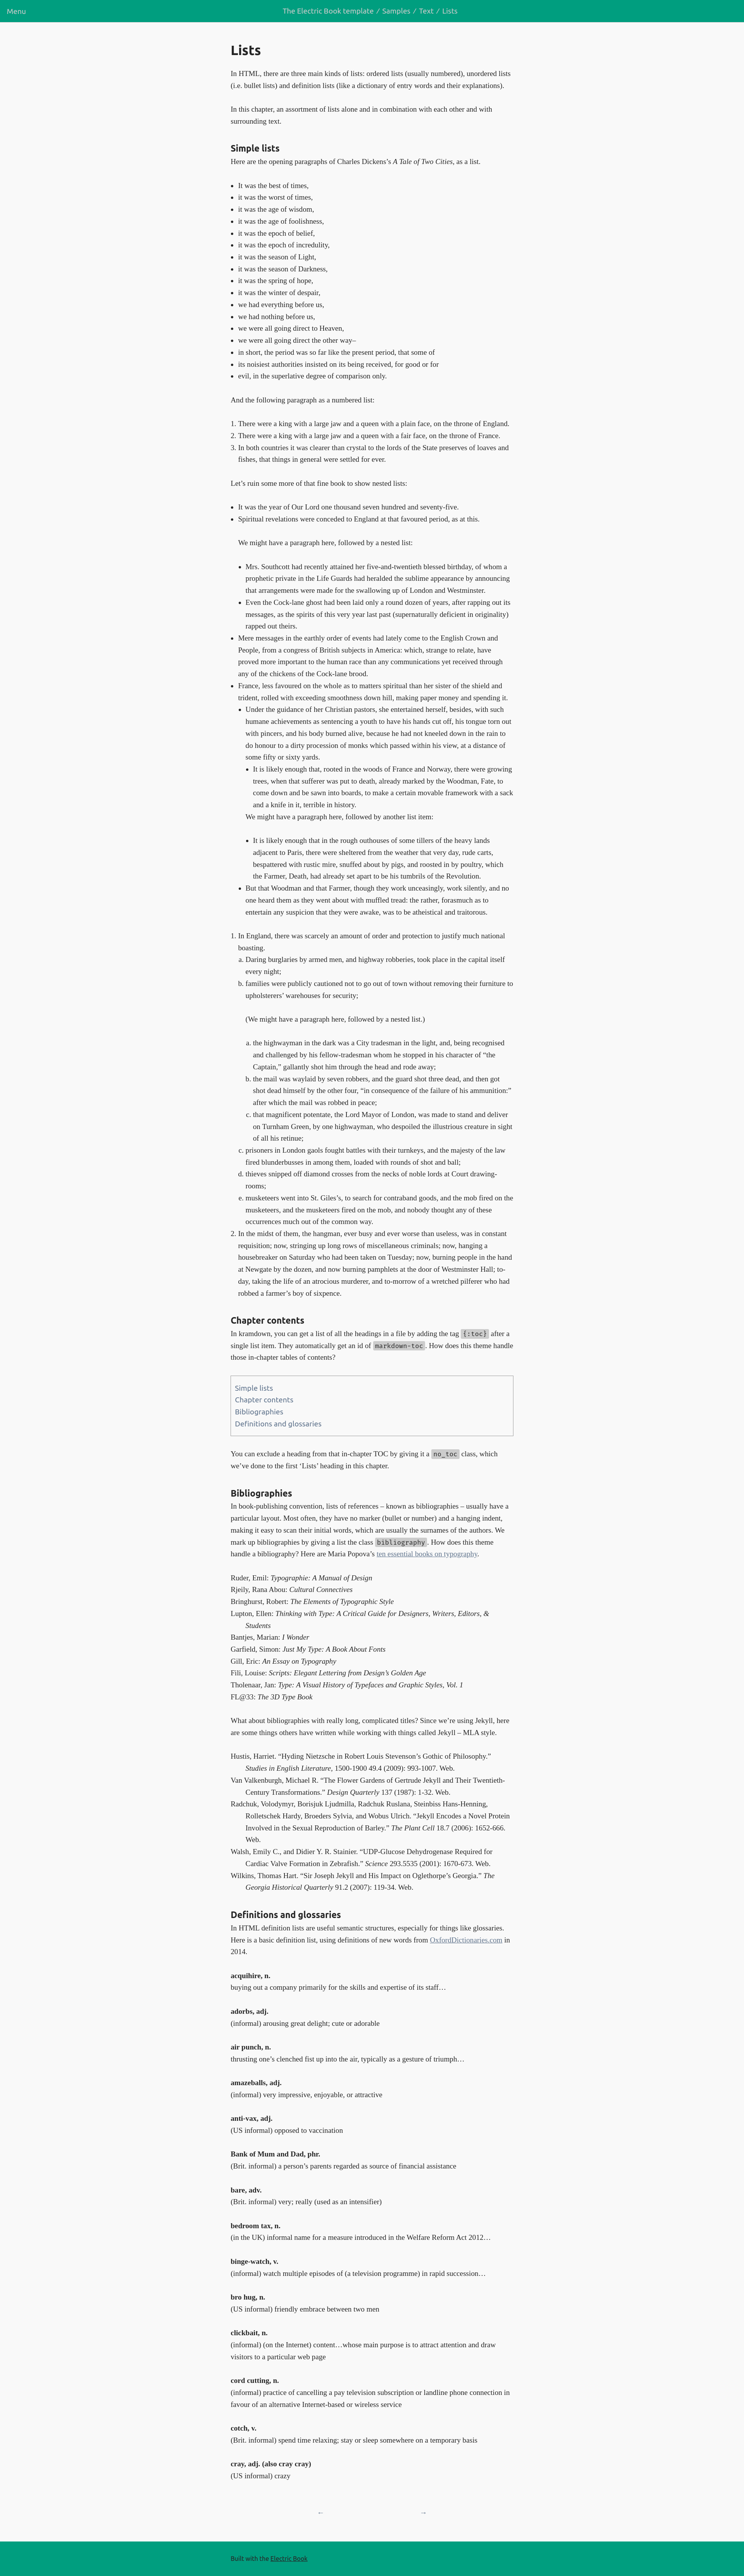 Menu
The Electric Book template / Samples / Text / Lists
Lists
In HTML, there are three main kinds of lists: ordered lists (usually numbered), unordered lists
(i.e. bullet lists) and definition lists (like a dictionary of entry words and their explanations).
In this chapter, an assortment of lists alone and in combination with each other and with
surrounding text.
Simple lists
Here are the opening paragraphs of Charles Dickens’s A Tale of Two Cities, as a list.
• It was the best of times,
• it was the worst of times,
• it was the age of wisdom,
• it was the age of foolishness,
• it was the epoch of belief,
• it was the epoch of incredulity,
• it was the season of Light,
• it was the season of Darkness,
• it was the spring of hope,
• it was the winter of despair,
• we had everything before us,
• we had nothing before us,
• we were all going direct to Heaven,
• we were all going direct the other way–
• in short, the period was so far like the present period, that some of
• its noisiest authorities insisted on its being received, for good or for
• evil, in the superlative degree of comparison only.
And the following paragraph as a numbered list:
1. There were a king with a large jaw and a queen with a plain face, on the throne of England.
2. There were a king with a large jaw and a queen with a fair face, on the throne of France.
3. In both countries it was clearer than crystal to the lords of the State preserves of loaves and
fishes, that things in general were settled for ever.
Let’s ruin some more of that fine book to show nested lists:
• It was the year of Our Lord one thousand seven hundred and seventy-five.
• Spiritual revelations were conceded to England at that favoured period, as at this.
We might have a paragraph here, followed by a nested list:
• Mrs. Southcott had recently attained her five-and-twentieth blessed birthday, of whom a
prophetic private in the Life Guards had heralded the sublime appearance by announcing
that arrangements were made for the swallowing up of London and Westminster.
• Even the Cock-lane ghost had been laid only a round dozen of years, after rapping out its
messages, as the spirits of this very year last past (supernaturally deficient in originality)
rapped out theirs.
• Mere messages in the earthly order of events had lately come to the English Crown and
People, from a congress of British subjects in America: which, strange to relate, have
proved more important to the human race than any communications yet received through
any of the chickens of the Cock-lane brood.
• France, less favoured on the whole as to matters spiritual than her sister of the shield and
trident, rolled with exceeding smoothness down hill, making paper money and spending it.
• Under the guidance of her Christian pastors, she entertained herself, besides, with such
humane achievements as sentencing a youth to have his hands cut off, his tongue torn out
with pincers, and his body burned alive, because he had not kneeled down in the rain to
do honour to a dirty procession of monks which passed within his view, at a distance of
some fifty or sixty yards.
• It is likely enough that, rooted in the woods of France and Norway, there were growing
trees, when that sufferer was put to death, already marked by the Woodman, Fate, to
come down and be sawn into boards, to make a certain movable framework with a sack
and a knife in it, terrible in history.
We might have a paragraph here, followed by another list item:
• It is likely enough that in the rough outhouses of some tillers of the heavy lands
adjacent to Paris, there were sheltered from the weather that very day, rude carts,
bespattered with rustic mire, snuffed about by pigs, and roosted in by poultry, which
the Farmer, Death, had already set apart to be his tumbrils of the Revolution.
• But that Woodman and that Farmer, though they work unceasingly, work silently, and no
one heard them as they went about with muffled tread: the rather, forasmuch as to
entertain any suspicion that they were awake, was to be atheistical and traitorous.
1. In England, there was scarcely an amount of order and protection to justify much national
boasting.
a. Daring burglaries by armed men, and highway robberies, took place in the capital itself
every night;
b. families were publicly cautioned not to go out of town without removing their furniture to
upholsterers’ warehouses for security;
(We might have a paragraph here, followed by a nested list.)
a. the highwayman in the dark was a City tradesman in the light, and, being recognised
and challenged by his fellow-tradesman whom he stopped in his character of “the
Captain,” gallantly shot him through the head and rode away;
b. the mail was waylaid by seven robbers, and the guard shot three dead, and then got
shot dead himself by the other four, “in consequence of the failure of his ammunition:”
after which the mail was robbed in peace;
c. that magnificent potentate, the Lord Mayor of London, was made to stand and deliver
on Turnham Green, by one highwayman, who despoiled the illustrious creature in sight
of all his retinue;
c. prisoners in London gaols fought battles with their turnkeys, and the majesty of the law
fired blunderbusses in among them, loaded with rounds of shot and ball;
d. thieves snipped off diamond crosses from the necks of noble lords at Court drawing-
rooms;
e. musketeers went into St. Giles’s, to search for contraband goods, and the mob fired on the
musketeers, and the musketeers fired on the mob, and nobody thought any of these
occurrences much out of the common way.
2. In the midst of them, the hangman, ever busy and ever worse than useless, was in constant
requisition; now, stringing up long rows of miscellaneous criminals; now, hanging a
housebreaker on Saturday who had been taken on Tuesday; now, burning people in the hand
at Newgate by the dozen, and now burning pamphlets at the door of Westminster Hall; to-
day, taking the life of an atrocious murderer, and to-morrow of a wretched pilferer who had
robbed a farmer’s boy of sixpence.
Chapter contents
In kramdown, you can get a list of all the headings in a file by adding the tag {:toc} after a
single list item. They automatically get an id of markdown-toc. How does this theme handle
those in-chapter tables of contents?
Simple lists
Chapter contents
Bibliographies
Definitions and glossaries
You can exclude a heading from that in-chapter TOC by giving it a no_toc class, which
we’ve done to the first ‘Lists’ heading in this chapter.
Bibliographies
In book-publishing convention, lists of references – known as bibliographies – usually have a
particular layout. Most often, they have no marker (bullet or number) and a hanging indent,
making it easy to scan their initial words, which are usually the surnames of the authors. We
mark up bibliographies by giving a list the class bibliography. How does this theme
handle a bibliography? Here are Maria Popova’s ten essential books on typography.
Ruder, Emil: Typographie: A Manual of Design
Rjeily, Rana Abou: Cultural Connectives
Bringhurst, Robert: The Elements of Typographic Style
Lupton, Ellen: Thinking with Type: A Critical Guide for Designers, Writers, Editors, &
Students
Bantjes, Marian: I Wonder
Garfield, Simon: Just My Type: A Book About Fonts
Gill, Eric: An Essay on Typography
Fili, Louise: Scripts: Elegant Lettering from Design’s Golden Age
Tholenaar, Jan: Type: A Visual History of Typefaces and Graphic Styles, Vol. 1
FL@33: The 3D Type Book
What about bibliographies with really long, complicated titles? Since we’re using Jekyll, here
are some things others have written while working with things called Jekyll – MLA style.
Hustis, Harriet. “Hyding Nietzsche in Robert Louis Stevenson’s Gothic of Philosophy.”
Studies in English Literature, 1500-1900 49.4 (2009): 993-1007. Web.
Van Valkenburgh, Michael R. “The Flower Gardens of Gertrude Jekyll and Their Twentieth-
Century Transformations.” Design Quarterly 137 (1987): 1-32. Web.
Radchuk, Volodymyr, Borisjuk Ljudmilla, Radchuk Ruslana, Steinbiss Hans-Henning,
Rolletschek Hardy, Broeders Sylvia, and Wobus Ulrich. “Jekyll Encodes a Novel Protein
Involved in the Sexual Reproduction of Barley.” The Plant Cell 18.7 (2006): 1652-666.
Web.
Walsh, Emily C., and Didier Y. R. Stainier. “UDP-Glucose Dehydrogenase Required for
Cardiac Valve Formation in Zebrafish.” Science 293.5535 (2001): 1670-673. Web.
Wilkins, Thomas Hart. “Sir Joseph Jekyll and His Impact on Oglethorpe’s Georgia.” The
Georgia Historical Quarterly 91.2 (2007): 119-34. Web.
Definitions and glossaries
In HTML definition lists are useful semantic structures, especially for things like glossaries.
Here is a basic definition list, using definitions of new words from OxfordDictionaries.com in
2014.
acquihire, n.
buying out a company primarily for the skills and expertise of its staff…
adorbs, adj.
(informal) arousing great delight; cute or adorable
air punch, n.
thrusting one’s clenched fist up into the air, typically as a gesture of triumph…
amazeballs, adj.
(informal) very impressive, enjoyable, or attractive
anti-vax, adj.
(US informal) opposed to vaccination
Bank of Mum and Dad, phr.
(Brit. informal) a person’s parents regarded as source of financial assistance
bare, adv.
(Brit. informal) very; really (used as an intensifier)
bedroom tax, n.
(in the UK) informal name for a measure introduced in the Welfare Reform Act 2012…
binge-watch, v.
(informal) watch multiple episodes of (a television programme) in rapid succession…
bro hug, n.
(US informal) friendly embrace between two men
clickbait, n.
(informal) (on the Internet) content…whose main purpose is to attract attention and draw
visitors to a particular web page
cord cutting, n.
(informal) practice of cancelling a pay television subscription or landline phone connection in
favour of an alternative Internet-based or wireless service
cotch, v.
(Brit. informal) spend time relaxing; stay or sleep somewhere on a temporary basis
cray, adj. (also cray cray)
(US informal) crazy
← →
Built with the Electric Book